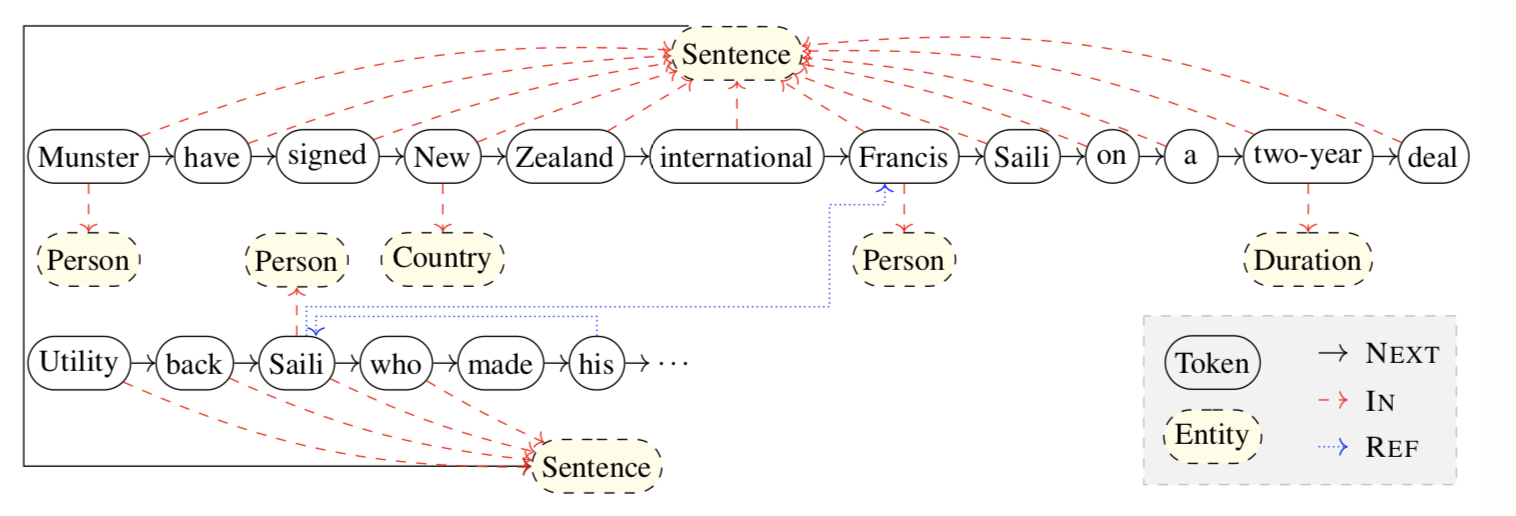 Sentence
Munster have signed New Zealand international Francis Saili on a two-year deal
Person Person Country Person Duration
Utility back Saili who made his ···
Sentence
Token NEXT
IN
Entity REF